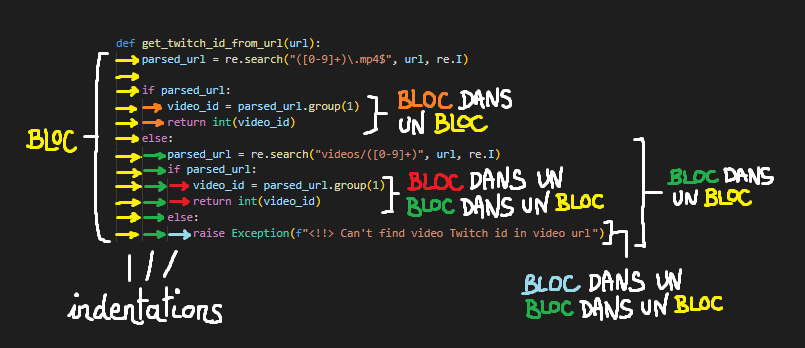 def get_twitch_id_from_url(url):
parsed_url = re.search("([0-9]+)\.mp4$", url, re.I)
if parsed_url:
video_id = parsed_url.group(1)
return int(video_id)
else:
parsed_url = re.search("videos/([0-9]+)", url, re.I)
if parsed_url:
video_id = parsed_url.group(1)
return int(video_id)
else:
raise Exception(f"<!!> Can't find video Twitch id in video url")
BLOC
BLOC DANS
UN BLOC
BLOC DANS UN
BLOC DANS UN BLOC
BLOC DANS
UN BLOC
BLOC DANS UN
BLOC DANS UN BLOC
indentations